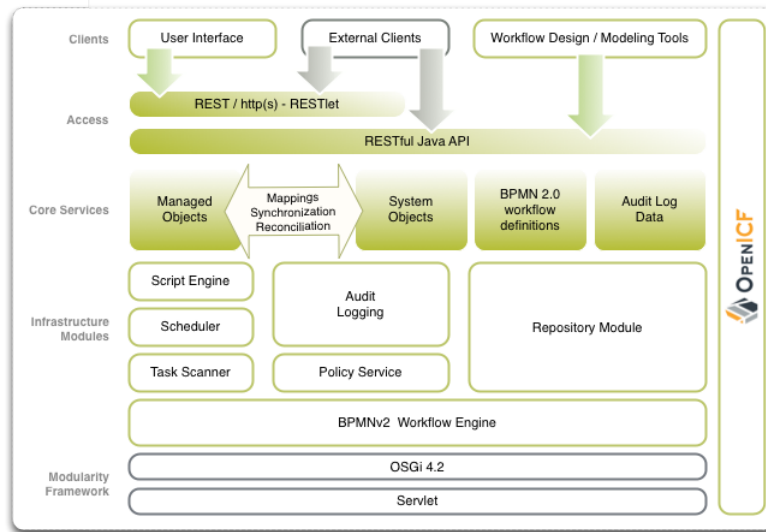 Clients
User Interface
External Clients
Workflow Design / Modeling Tools
Access
REST / http(s) - RESTlet
RESTful Java API
Core Services
Managed
Objects
Mappings
Synchronization
Reconciliation
System
Objects
BPMN 2.0
workflow
definitions
Audit Log
Data
Infrastructure
Modules
Script Engine
Scheduler
Task Scanner
Audit
Logging
Policy Service
Repository Module
BPMNv2 Workflow Engine
Modularity
Framework
OSGi 4.2
Servlet
OPENICF